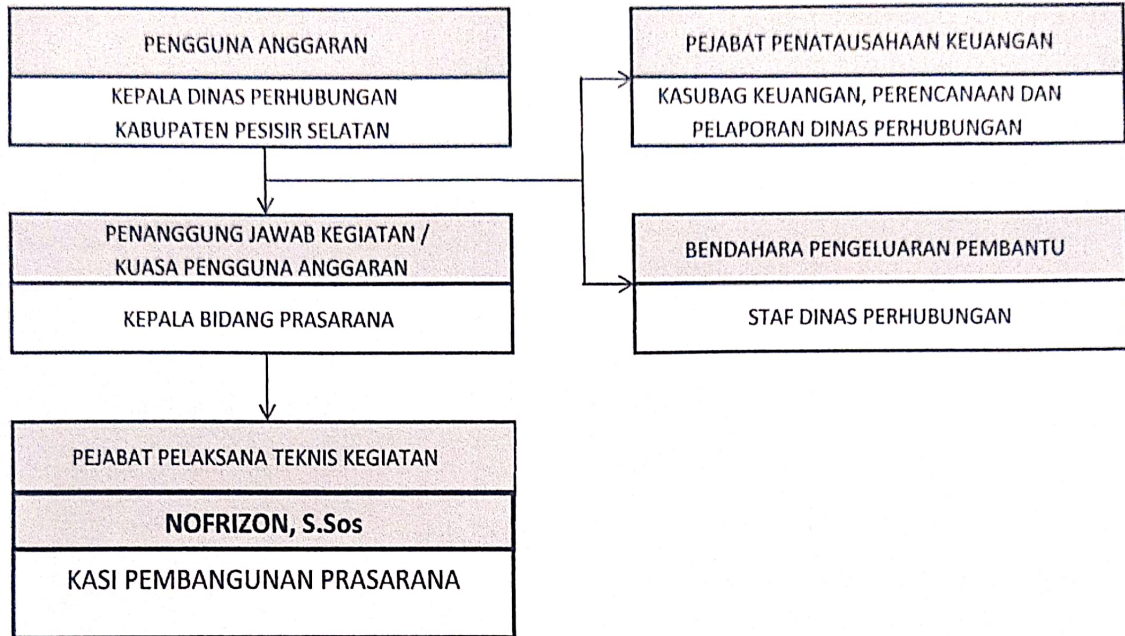 PENGGUNA ANGGARAN
KEPALA DINAS PERHUBUNGAN
KABUPATEN PESISIR SELATAN
PEJABAT PENATAUSAHAAN KEUANGAN
KASUBAG KEUANGAN, PERENCANAAN DAN
PELAPORAN DINAS PERHUBUNGAN
PENANGGUNG JAWAB KEGIATAN /
KUASA PENGGUNA ANGGARAN
KEPALA BIDANG PRASARANA
BENDAHARA PENGELUARAN PEMBANTU
STAF DINAS PERHUBUNGAN
PEJABAT PELAKSANA TEKNIS KEGIATAN
NOFRIZON, S.Sos
KASI PEMBANGUNAN PRASARANA